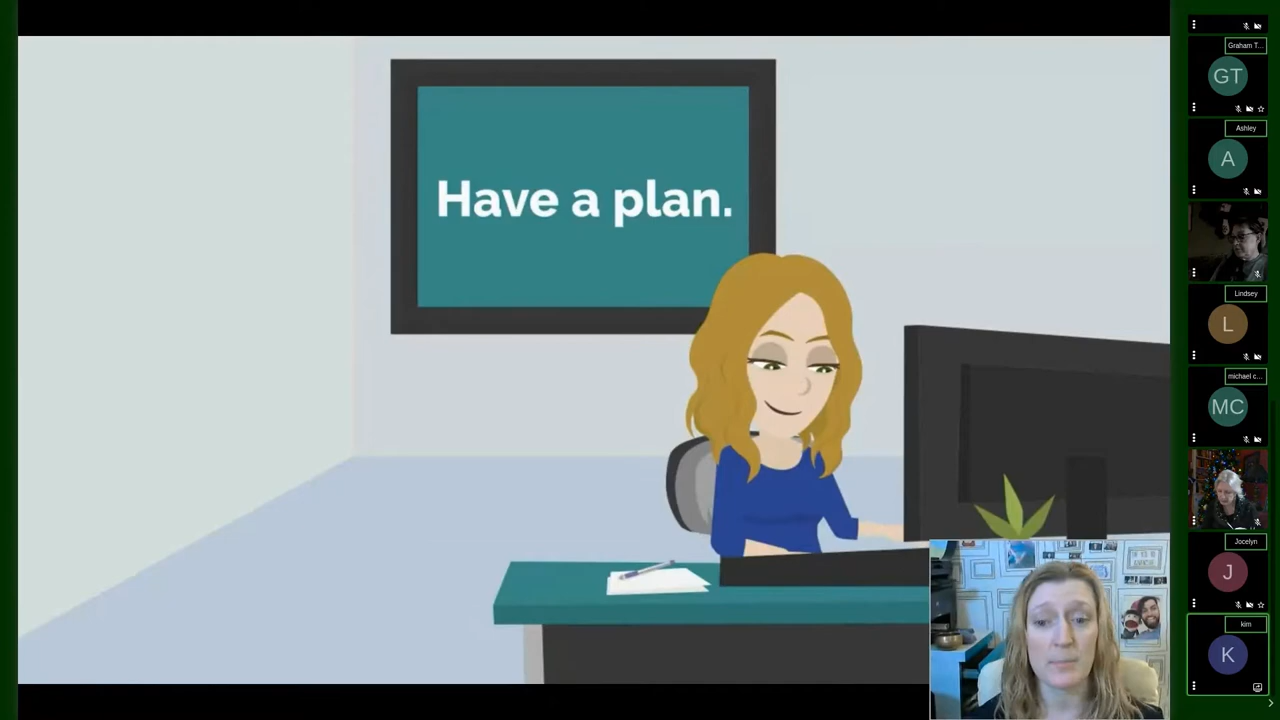 Have a plan.
Graham T...
GT
Ashley
A
Lindsey
L
michael c...
MC
Jocelyn
J
kim
K